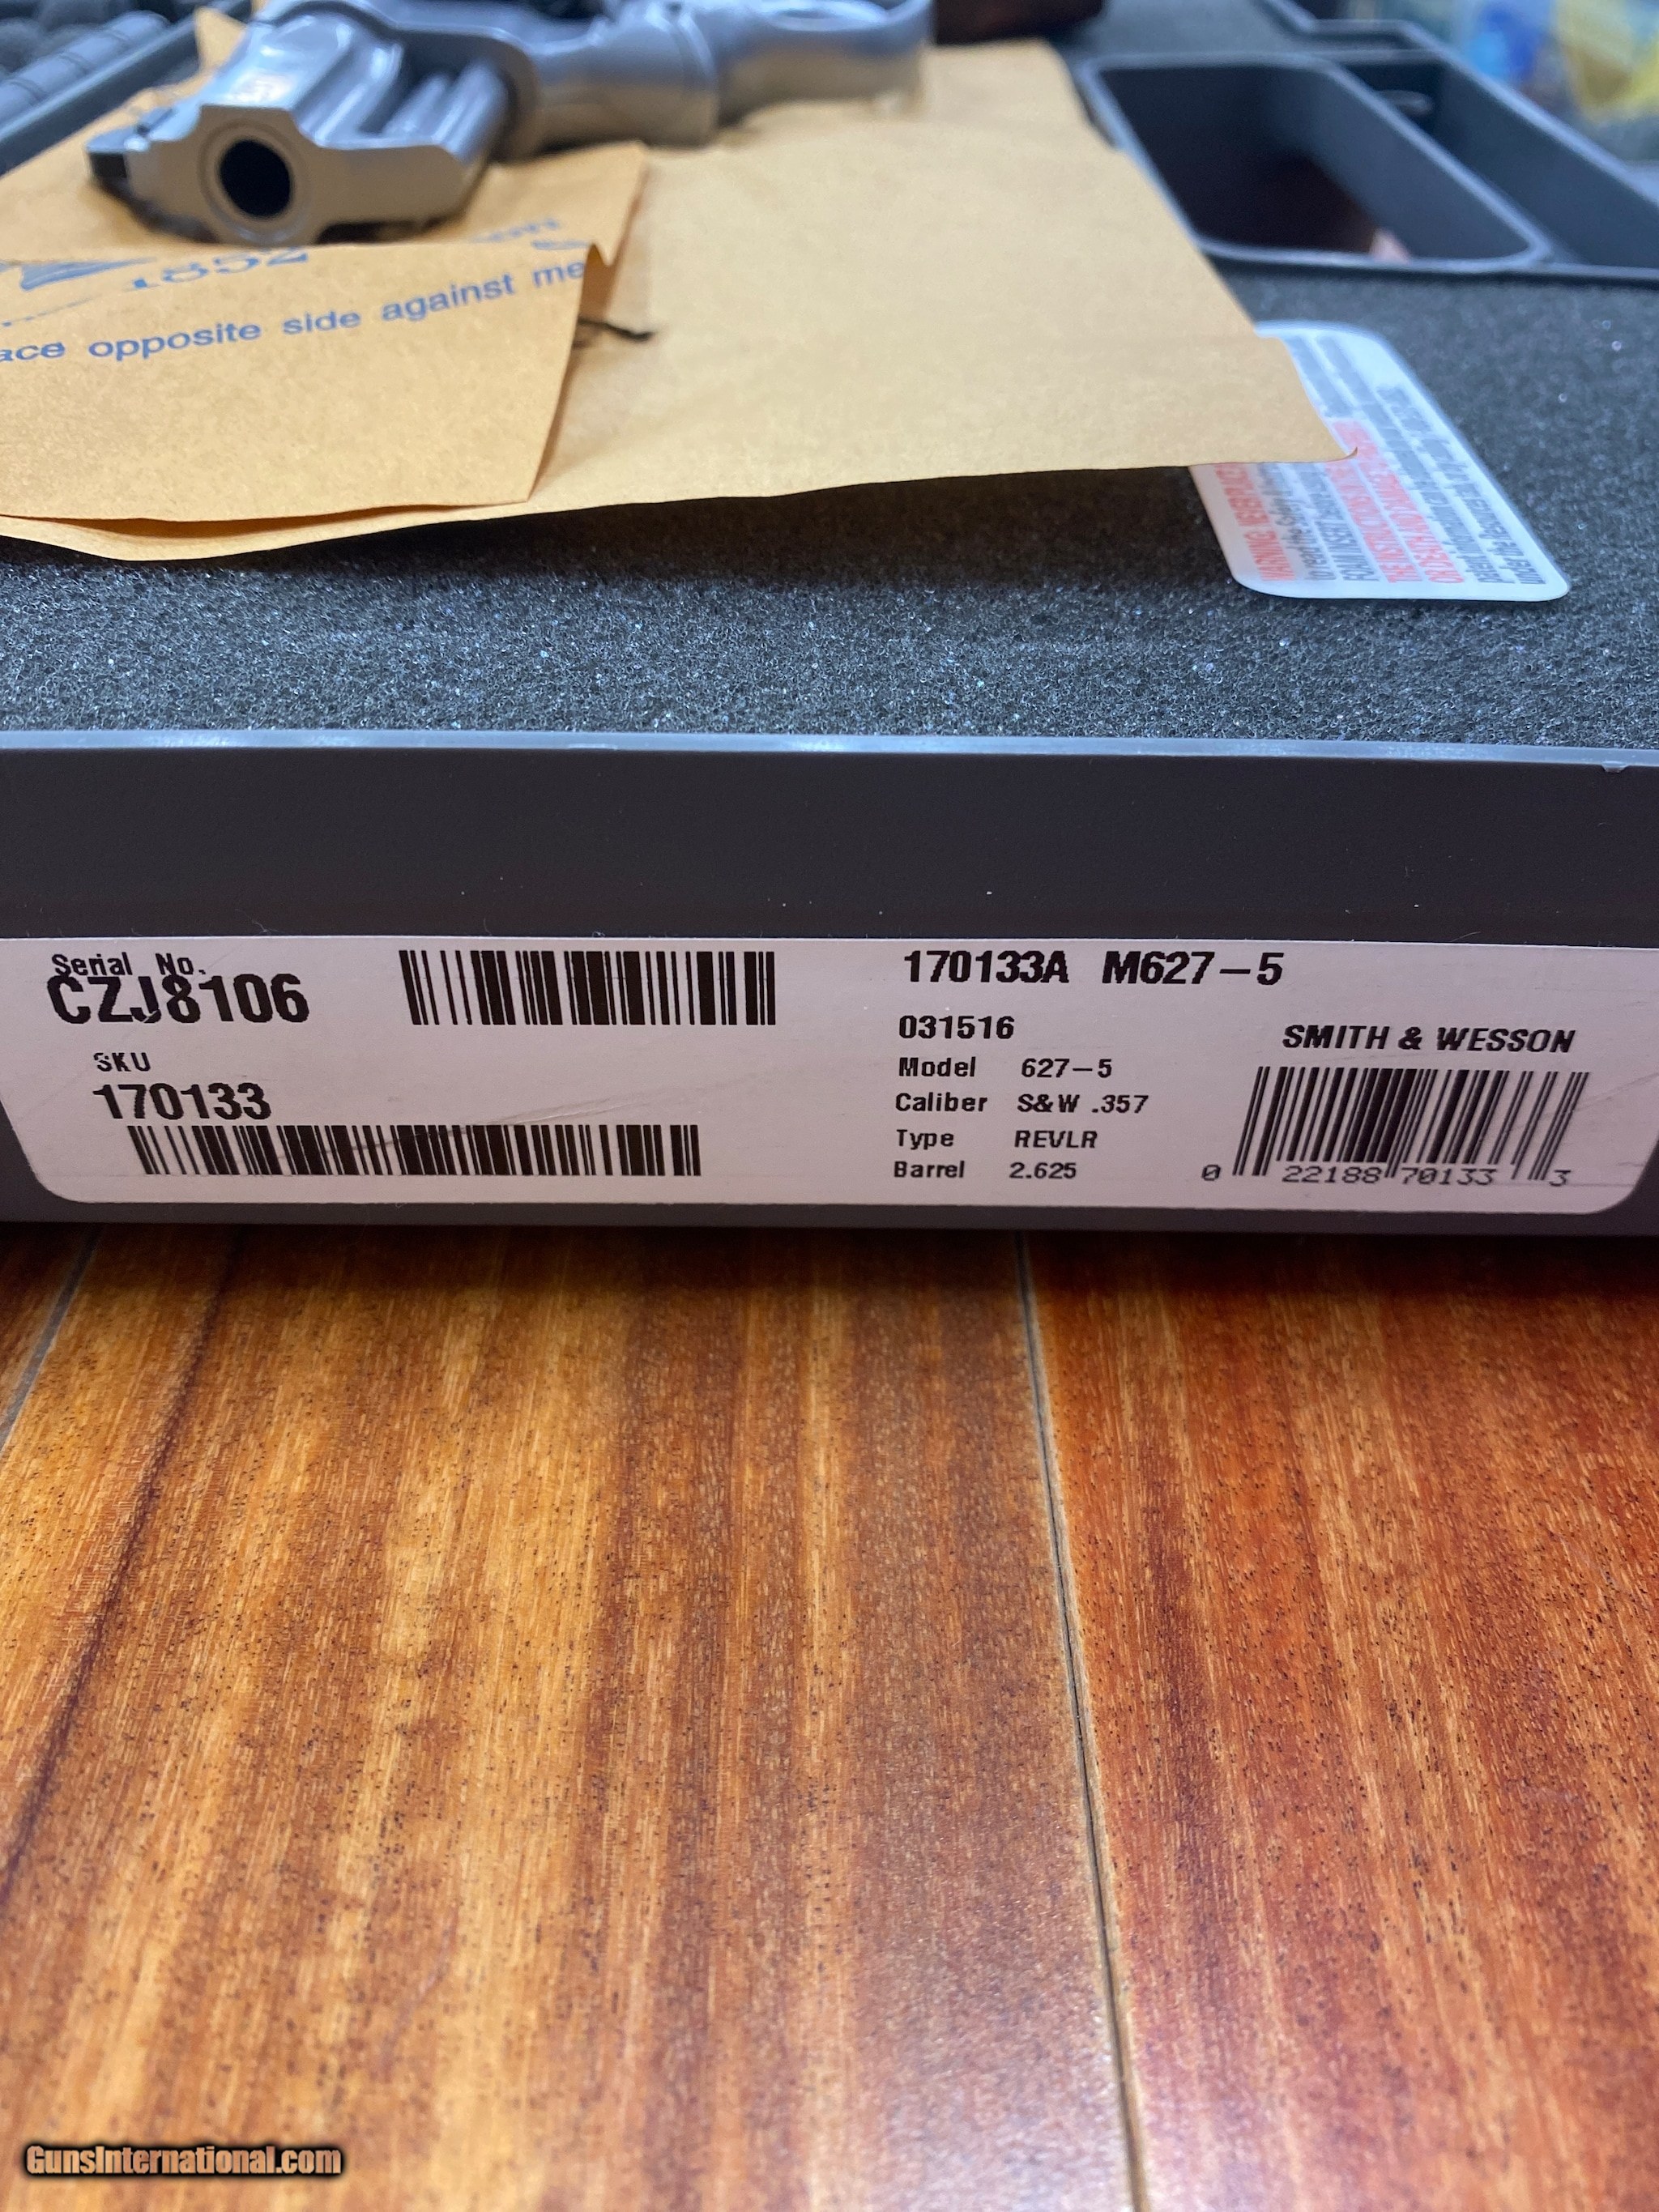 1852
ace opposite side against me
Serial No.
CZJ8106
SKU
170133
170133A M627-5
031516
Model 627-5
Caliber S&W .357
Type REVLR
Barrel 2.625
SMITH & WESSON
0 22188 70133 3
GunsInternational.com